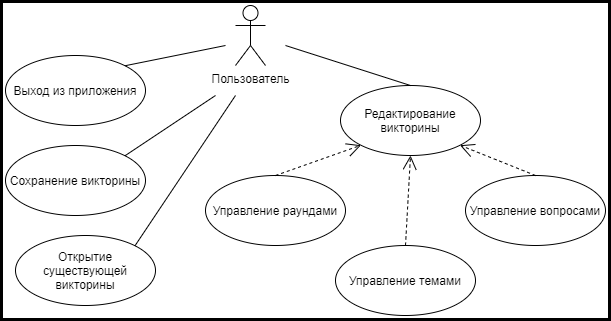 Пользователь
Выход из приложения
Редактирование
викторины
Сохранение викторины
Управление раундами
Управление вопросами
Открытие
существующей
викторины
Управление темами